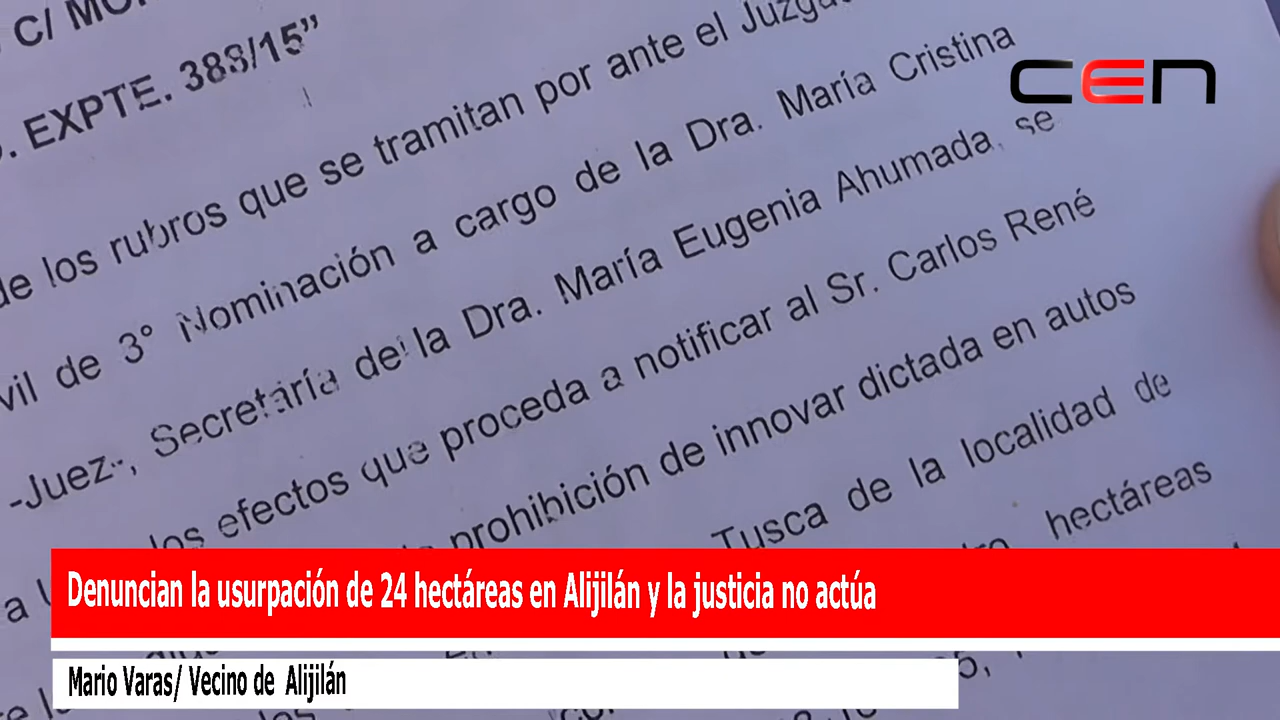 C/
EXPTE. 388/15”
de los rubros que se tramitan por ante el
CEN
de 3° Nominación a cargo de la Dra. María Cristina
-Juez-, Secretaría de la Dra. María Eugenia Ahumada, se
los efectos que proceda a notificar al Sr. Carlos René
prohibición de innovar dictada en autos
Tusca de la localidad de
hectáreas
Denuncian la usurpación de 24 hectáreas en Alijilán y la justicia no actúa
Mario Varas/ Vecino de Alijilán